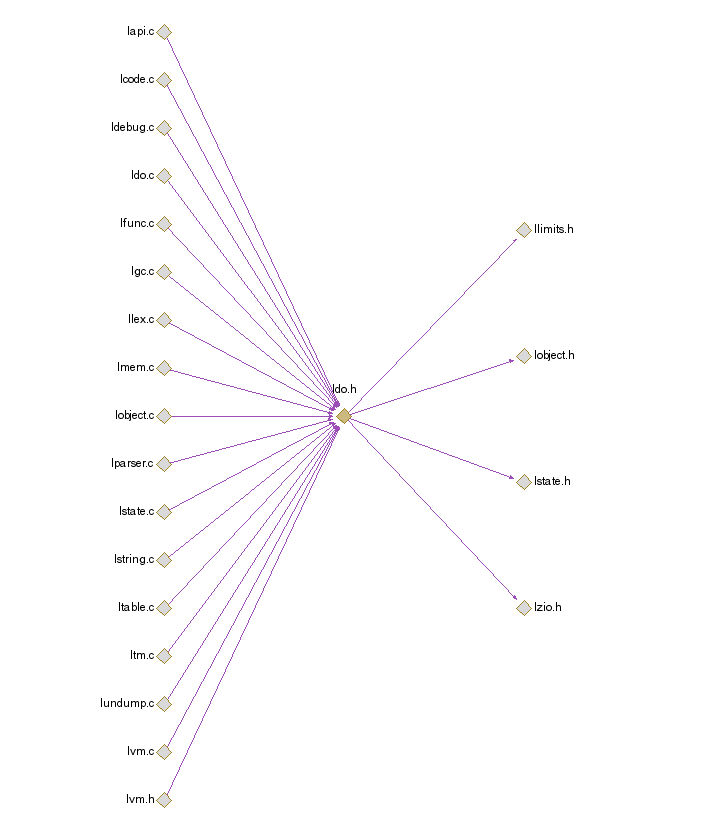 lapi.c
lcode.c
ldebug.c
ldo.c
lfunc.c
lgc.c
llex.c
lmem.c
lobject.c
lparser.c
lstate.c
lstring.c
ltable.c
ltm.c
lundump.c
lvm.c
lvm.h
ldo.h
llimits.h
lobject.h
lstate.h
lzio.h